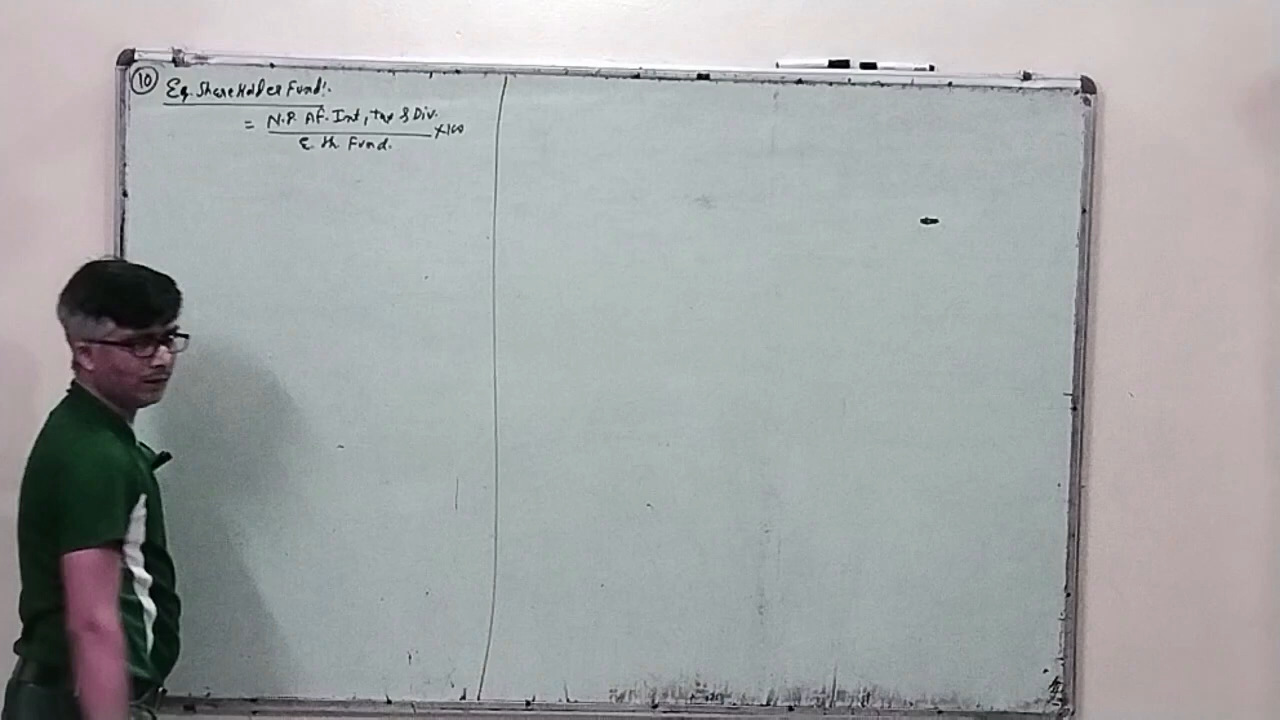 10 Eq. Shareholder Fund:-
= N.P. Af. Int, tax & Div. ×100
E. Sh. Fund.